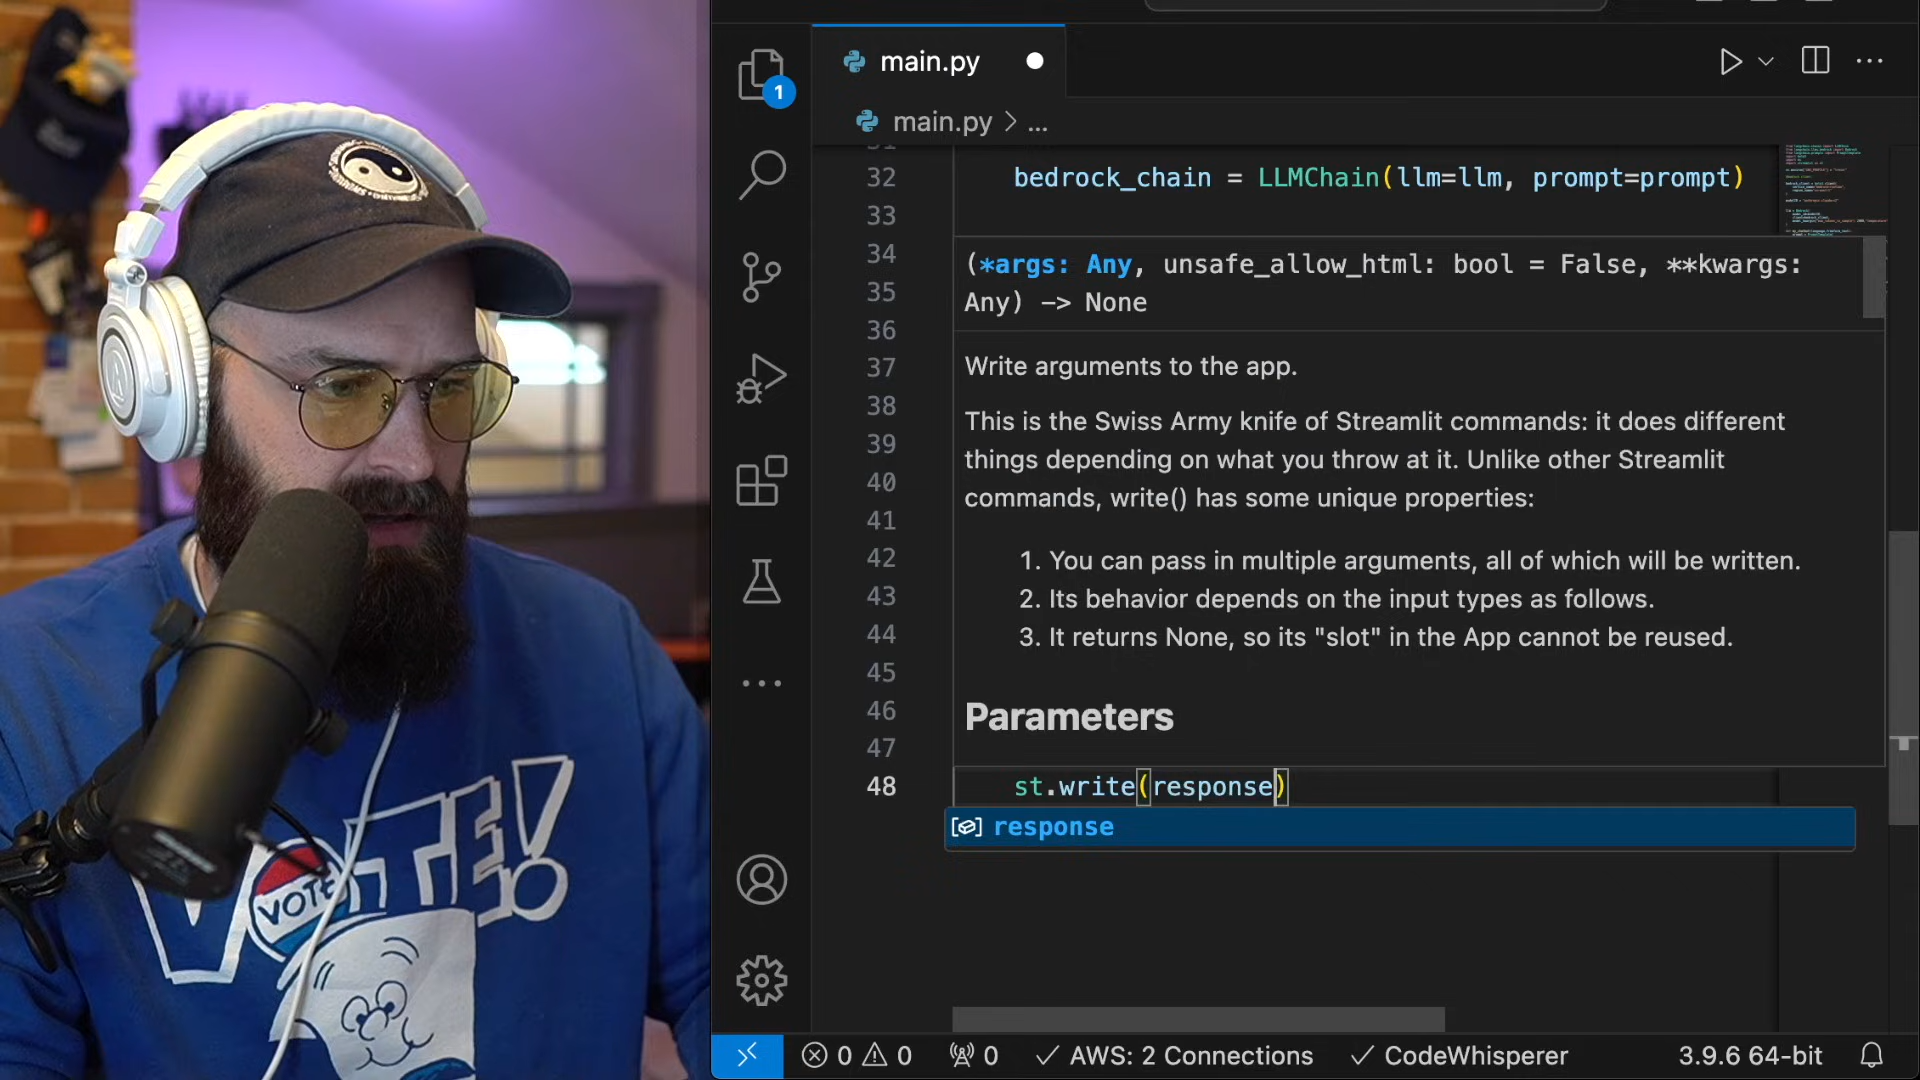 main.py
1
main.py > ...
32 bedrock_chain = LLMChain(llm=llm, prompt=prompt)
33
34
(*args: Any, unsafe_allow_html: bool = False, **kwargs:
35
Any) -> None
36
37
Write arguments to the app.
38
This is the Swiss Army knife of Streamlit commands: it does different
39
things depending on what you throw at it. Unlike other Streamlit
40
commands, write() has some unique properties:
41
42
1. You can pass in multiple arguments, all of which will be written.
43
2. Its behavior depends on the input types as follows.
44
3. It returns None, so its "slot" in the App cannot be reused.
45
46
Parameters
47
48 st.write(response)
response
0 0 0 AWS: 2 Connections CodeWhisperer 3.9.6 64-bit
VOTE!
VOTE